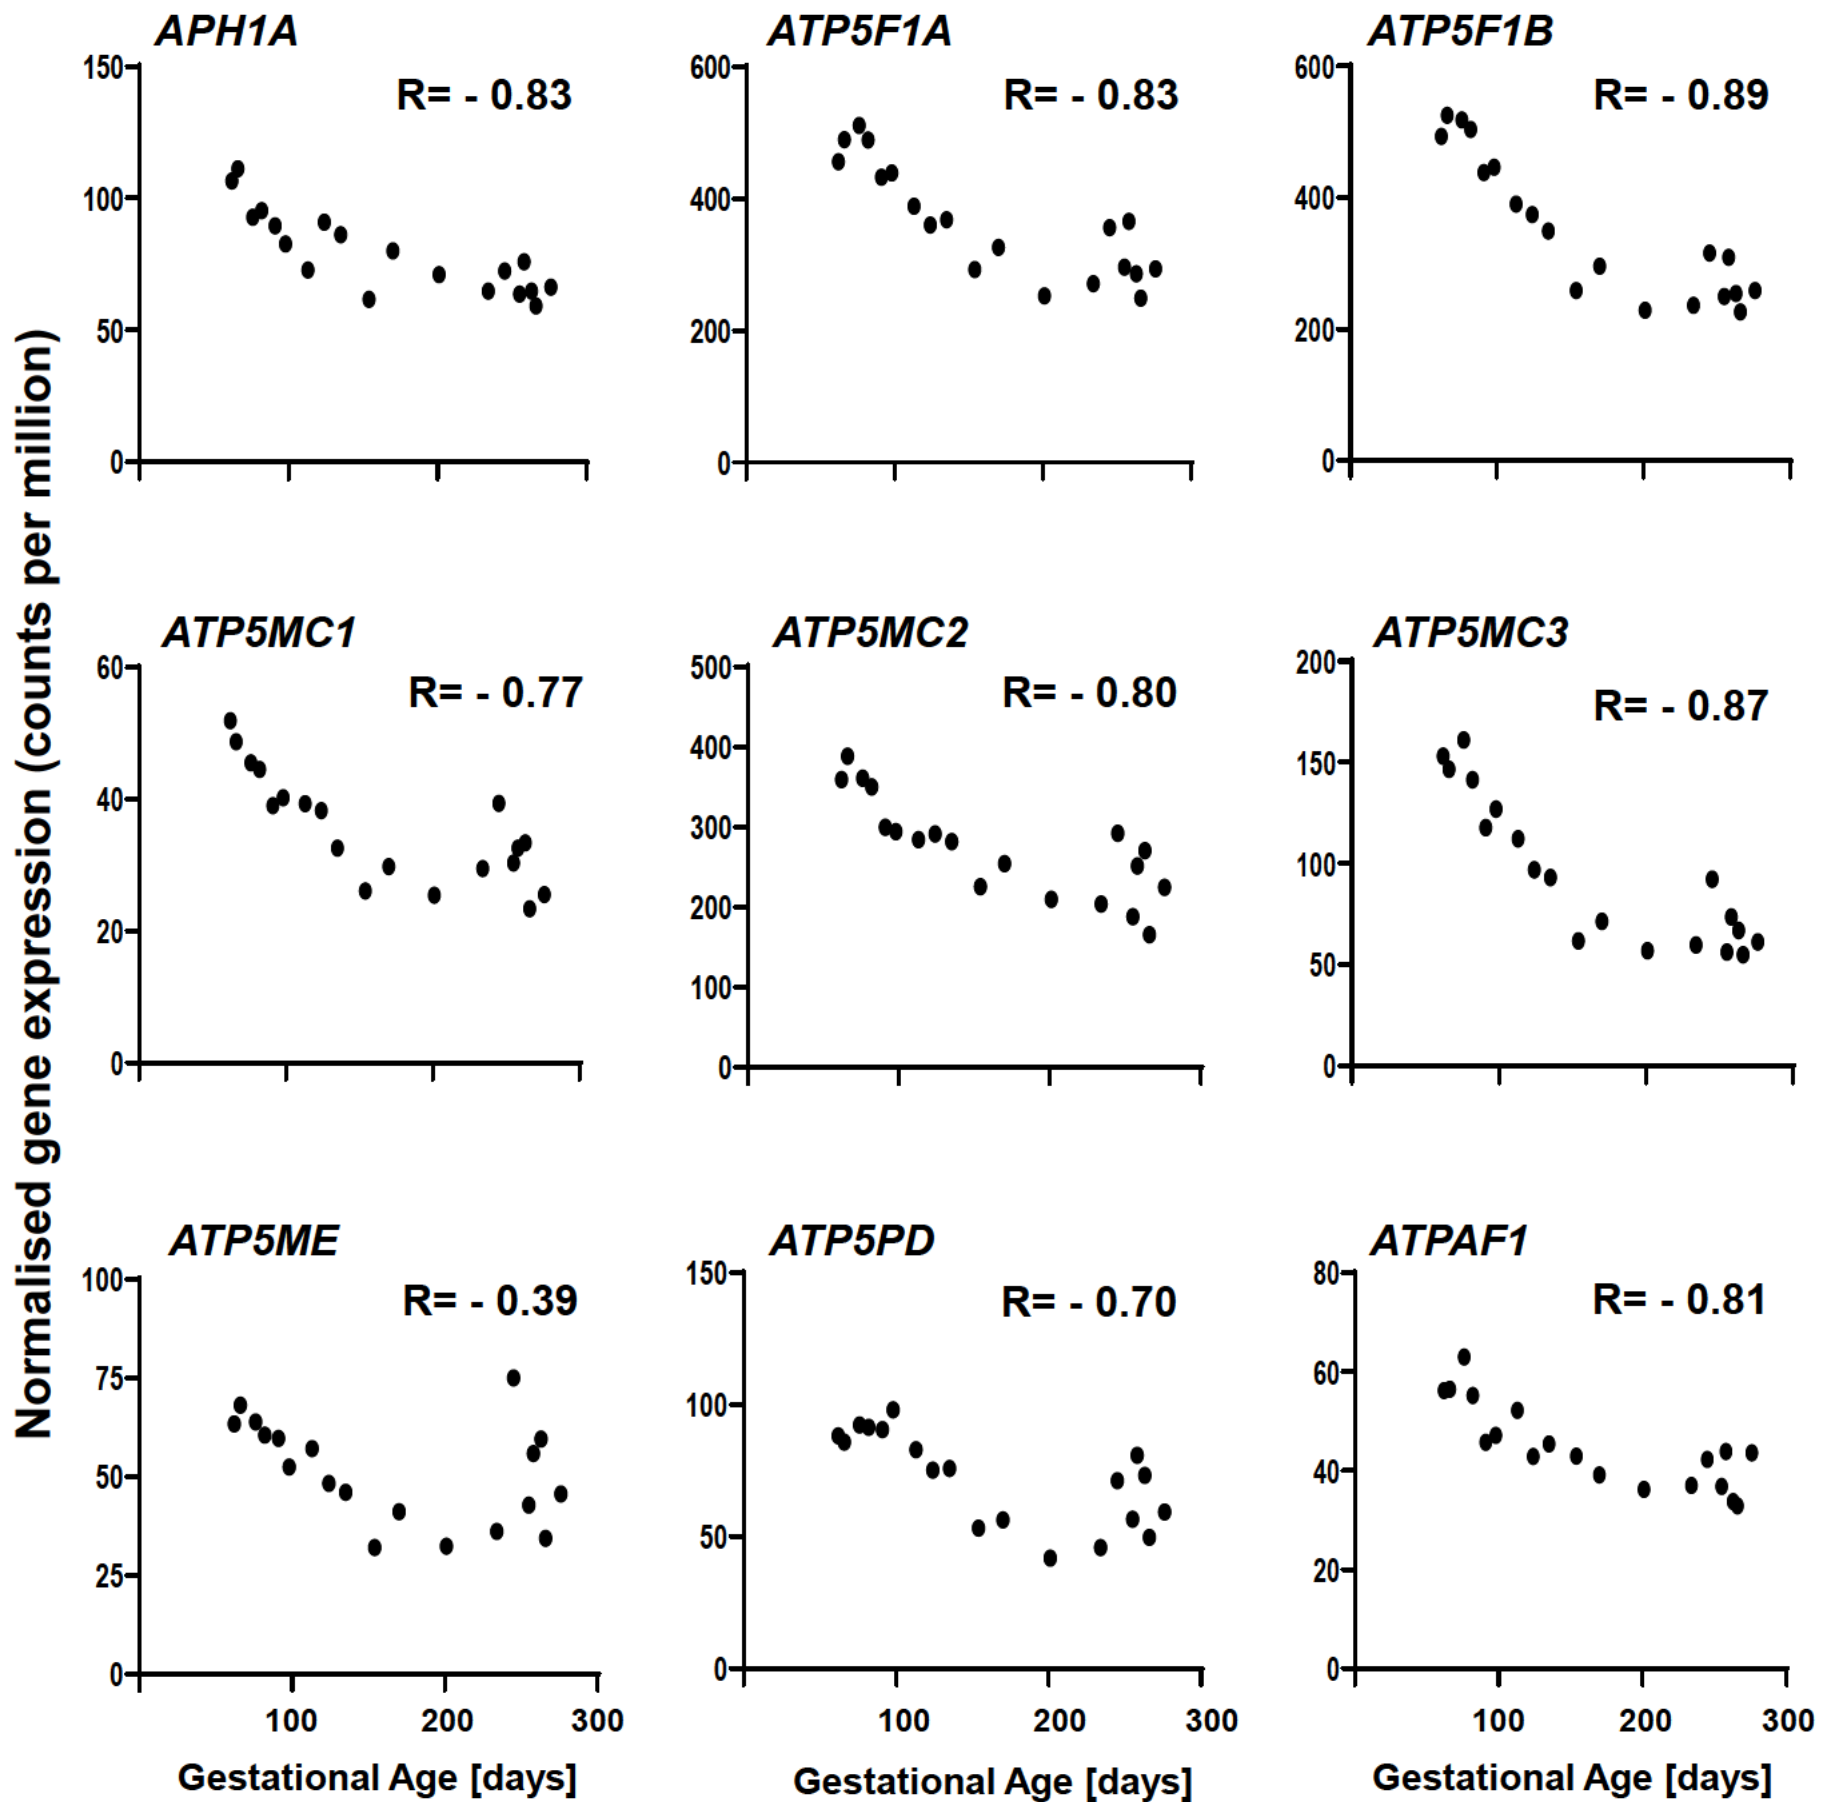 Normalised gene expression (counts per million)
APH1A
R= - 0.83
150
100
50
0
ATP5F1A
R= - 0.83
600
400
200
0
ATP5F1B
R= - 0.89
600
400
200
0
ATP5MC1
R= - 0.77
60
40
20
0
ATP5MC2
R= - 0.80
500
400
300
200
100
0
ATP5MC3
R= - 0.87
200
150
100
50
0
ATP5ME
R= - 0.39
100
75
50
25
0
100 200 300
Gestational Age [days]
ATP5PD
R= - 0.70
150
100
50
0
100 200 300
Gestational Age [days]
ATPAF1
R= - 0.81
80
60
40
20
0
100 200 300
Gestational Age [days]